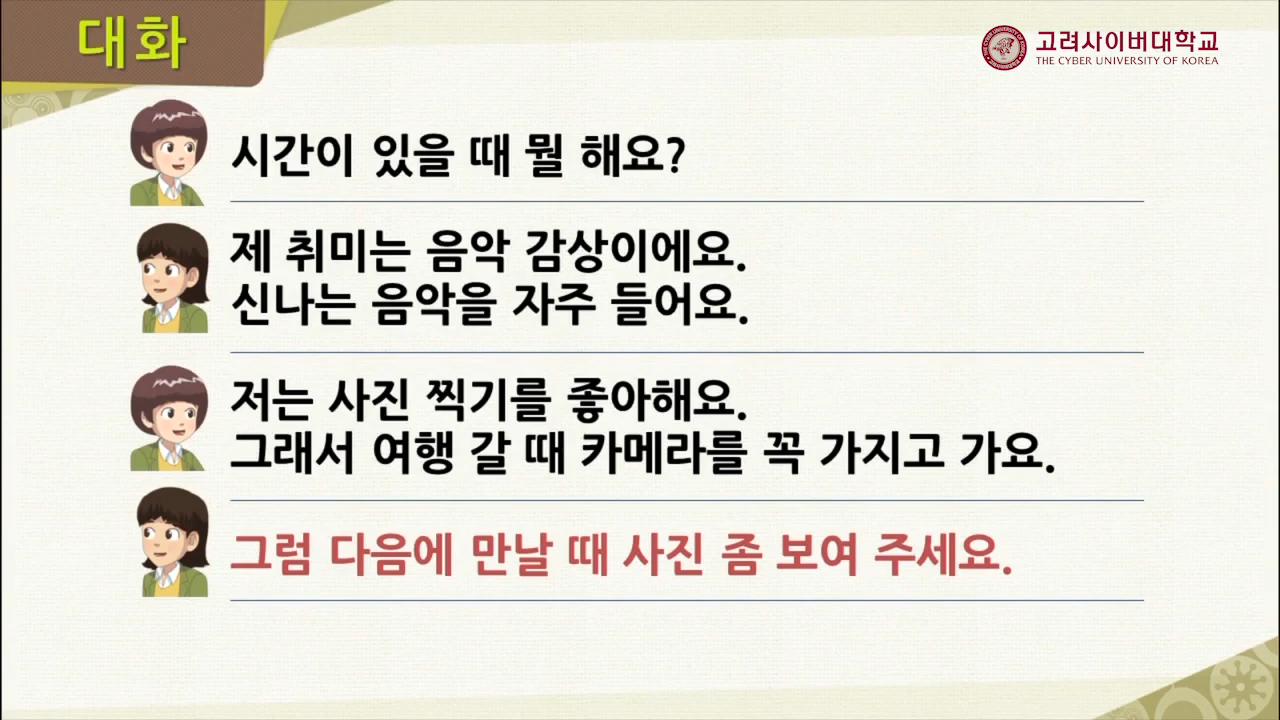 대화
고려사이버대학교
THE CYBER UNIVERSITY OF KOREA
시간이 있을 때 뭘 해요?
제 취미는 음악 감상이에요.
신나는 음악을 자주 들어요.
저는 사진 찍기를 좋아해요.
그래서 여행 갈 때 카메라를 꼭 가지고 가요.
그럼 다음에 만날 때 사진 좀 보여 주세요.